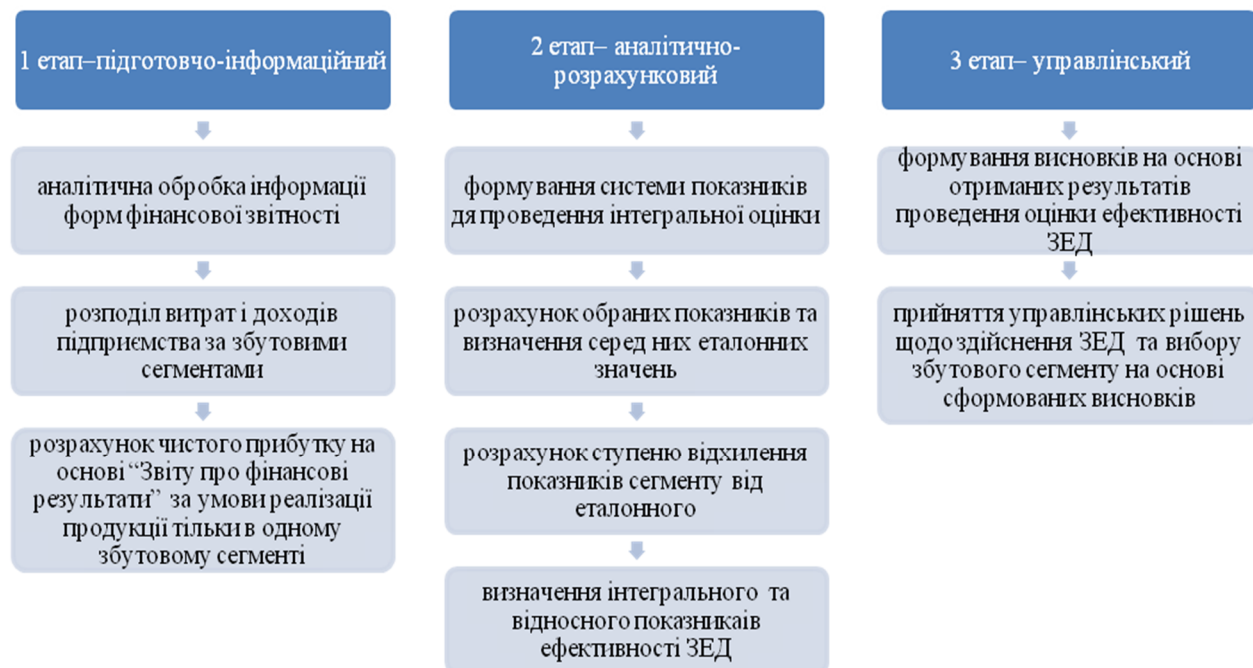 1 етап–підготовчо-інформаційний
аналітична обробка інформації
форм фінансової звітності
розподіл витрат і доходів
підприємства за збутовими
сегментами
розрахунок чистого прибутку на
основі “Звіту про фінансові
результати” за умови реалізації
продукції тільки в одному
збутовому сегменті
2 етап– аналітично-
розрахунковий
формування системи показників
дя проведення інтегральної оцінки
розрахунок обраних показників та
визначення серед них еталонних
значень
розрахунок ступеню відхилення
показників сегменту від
еталонного
визначення інтегрального та
відносного показникаів
ефективності ЗЕД
3 етап– управлінський
формування висновків на основі
отриманих результатів
проведення оцінки ефективності
ЗЕД
прийняття управлінських рішень
щодо здійснення ЗЕД та вибору
збутового сегменту на основі
сформованих висновків